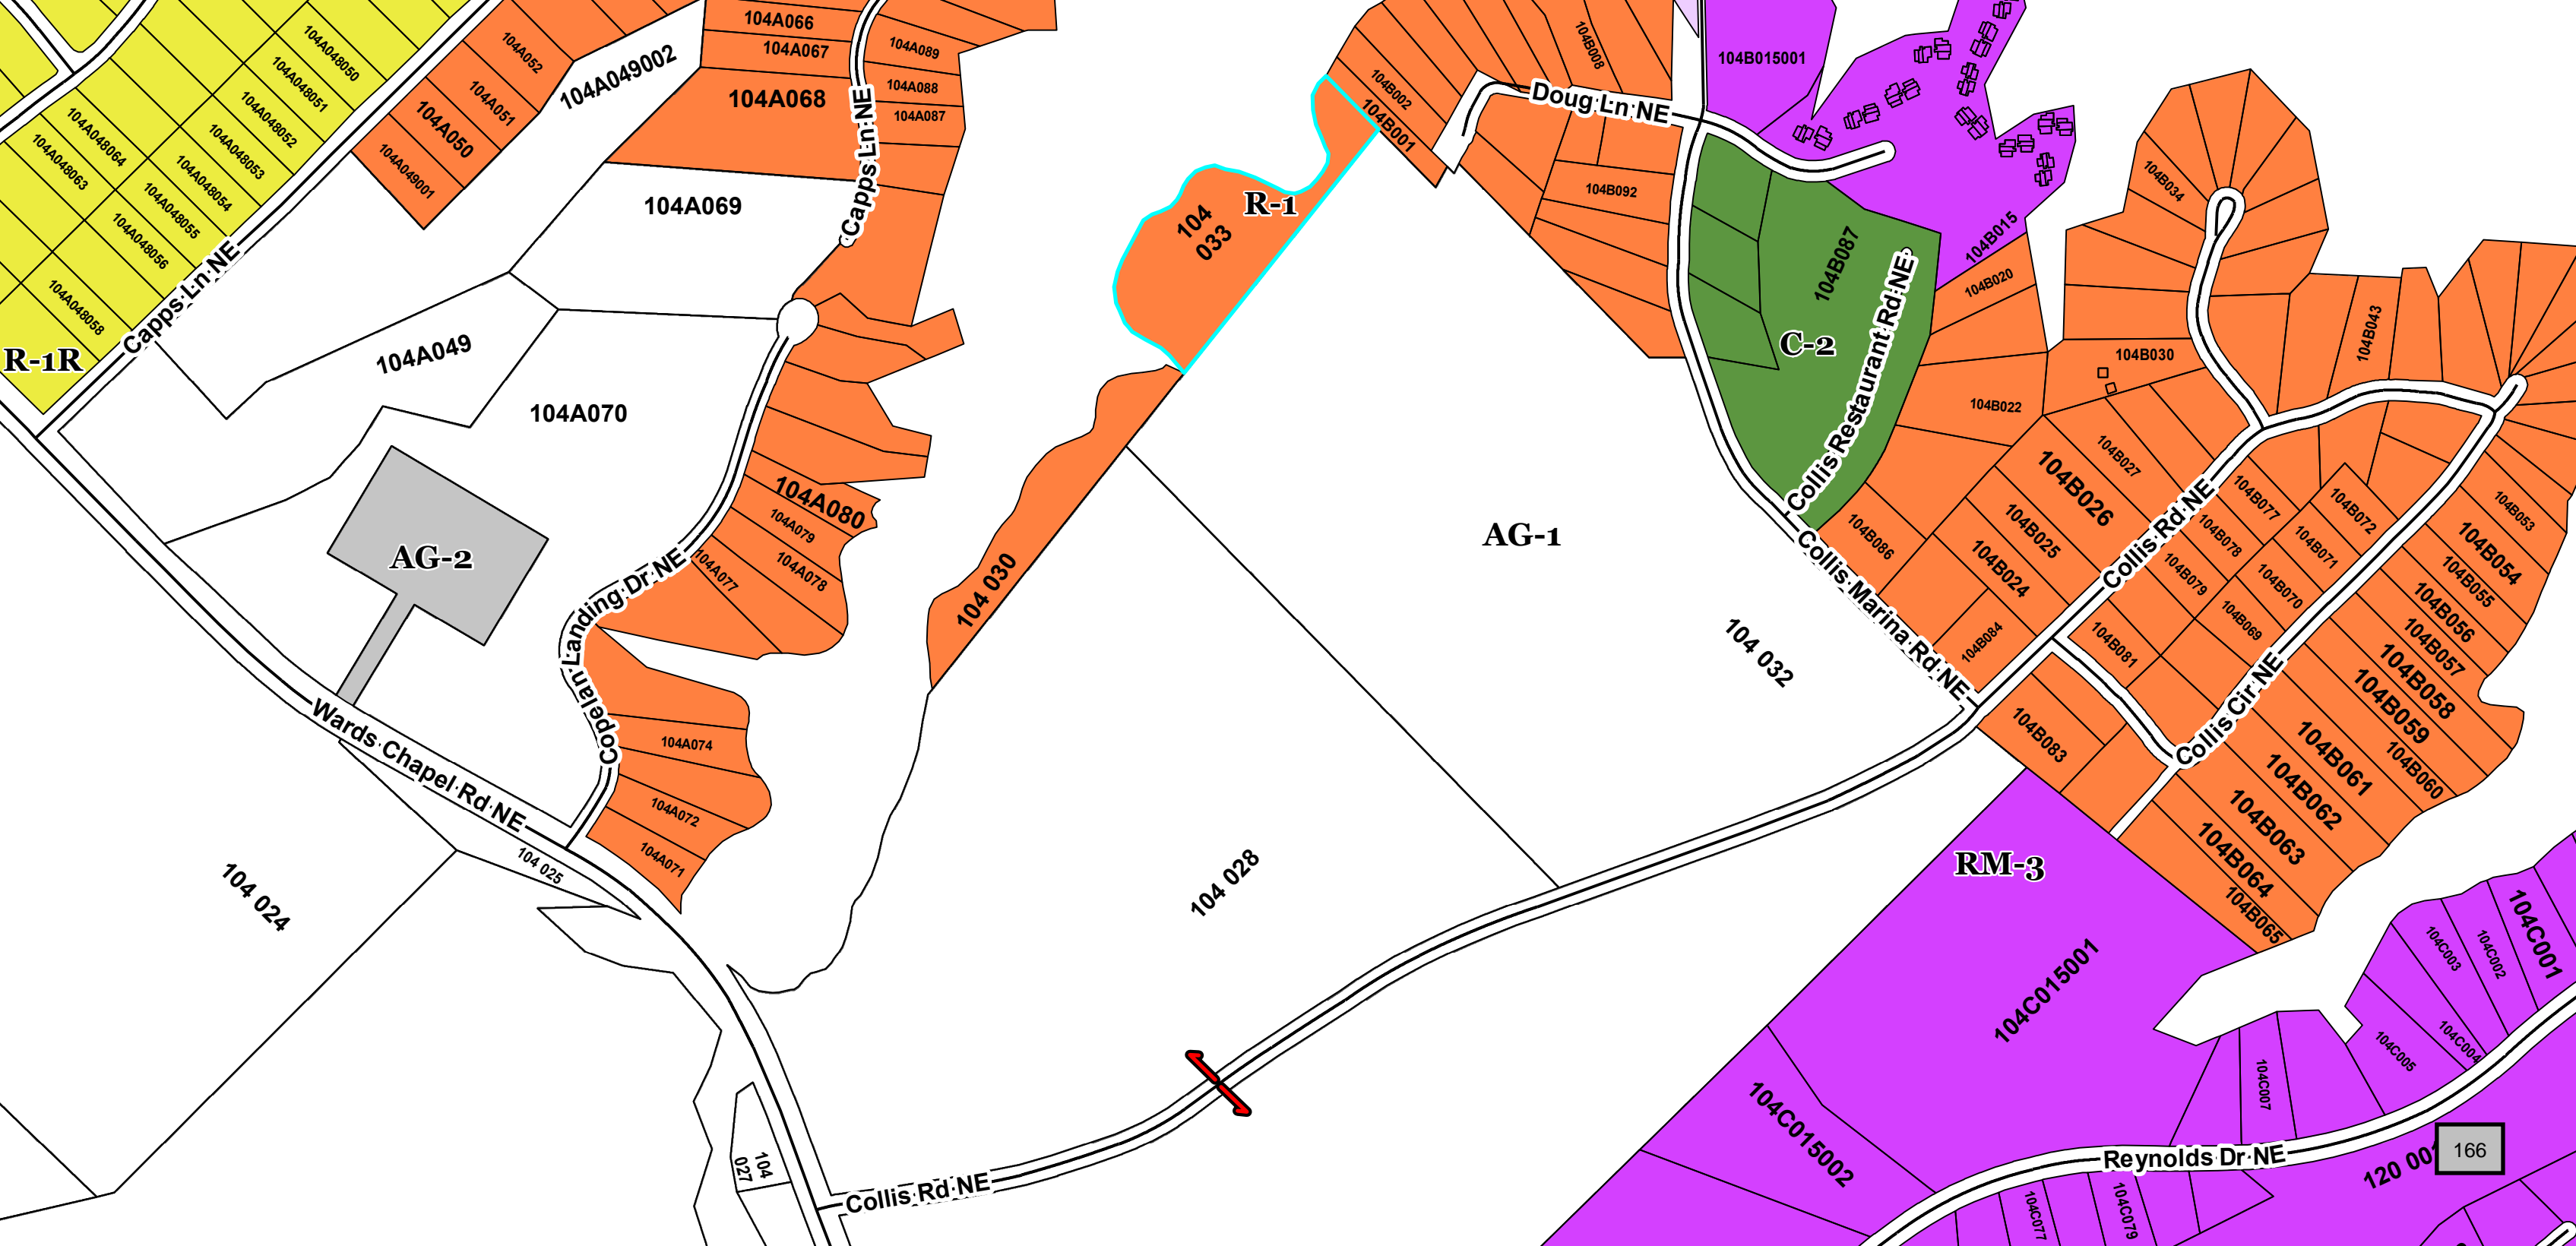 104A066
104A067
104A089
104A088
104A087
104A068
Capps Ln NE
Capps Ln NE
104A069
104A052
104A051
104A050
104A049001
104A049002
104A048050
104A048051
104A048052
104A048053
104A048054
104A048055
104A048056
104A048058
104A048064
104A048063
Capps Ln NE
R-1R
104A049
104A070
AG-2
104A080
104A079
104A078
104A077
Copelan Landing Dr NE
104A074
104A072
104A071
Wards Chapel Rd NE
104 024
104 025
104
027
Collis Rd NE
104 028
104 030
104
033
R-1
104B002
104B001
104B008
Doug Ln NE
104B092
104B015001
104B015
104B087
C-2
Collis Restaurant Rd NE
Collis Marina Rd NE
AG-1
104 032
104B020
104B022
104B034
104B030
104B043
104B027
104B026
104B025
104B024
104B086
104B084
Collis Rd NE
104B077
104B078
104B079
104B081
104B083
104B072
104B071
104B070
104B069
Collis Cir NE
104B053
104B054
104B055
104B056
104B057
104B058
104B059
104B060
104B061
104B062
104B063
104B064
104B065
RM-3
104C015001
104C015002
104C001
104C002
104C003
104C004
104C005
104C007
Reynolds Dr NE
166
104C077
104C079